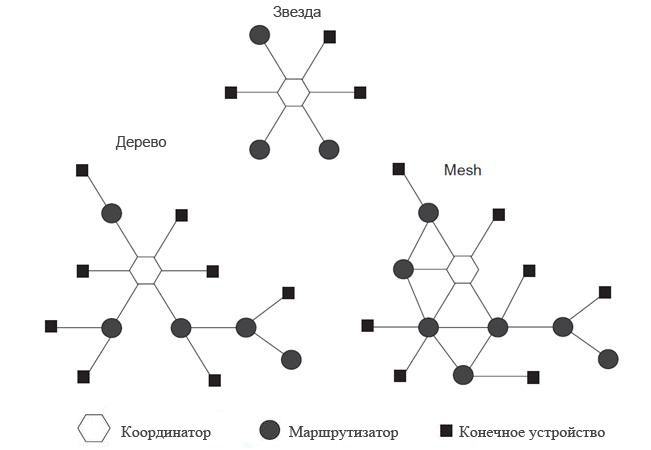 Звезда
Дерево
Mesh
Координатор
Маршрутизатор
Конечное устройство